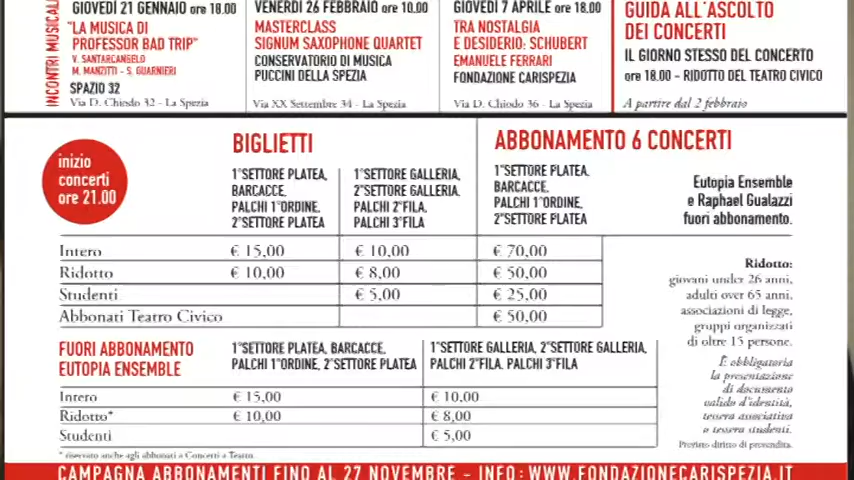 INCONTRI MUSICALI
GIOVEDÌ 21 GENNAIO ore 18.00
"LA MUSICA DI
PROFESSOR BAD TRIP"
V. SANTARCANGELO
M. MANZITTI - S. GUARNIERI
SPAZIO 32
Via D. Chiodo 32 - La Spezia
VENERDÌ 26 FEBBRAIO ore 10.00
MASTERCLASS
SIGNUM SAXOPHONE QUARTET
CONSERVATORIO DI MUSICA
PUCCINI DELLA SPEZIA
Via XX Settembre 34 - La Spezia
GIOVEDÌ 7 APRILE ore 18.00
TRA NOSTALGIA
E DESIDERIO: SCHUBERT
EMANUELE FERRARI
FONDAZIONE CARISPEZIA
Via D. Chiodo 36 - La Spezia
GUIDA ALL'ASCOLTO
DEI CONCERTI
IL GIORNO STESSO DEL CONCERTO
ore 18.00 - RIDOTTO DEL TEATRO CIVICO
A partire dal 2 febbraio
inizio
concerti
ore 21.00
BIGLIETTI
ABBONAMENTO 6 CONCERTI
1°SETTORE PLATEA,
BARCACCE,
PALCHI 1°ORDINE,
2°SETTORE PLATEA
1°SETTORE GALLERIA,
2°SETTORE GALLERIA,
PALCHI 2°FILA,
PALCHI 3°FILA
1°SETTORE PLATEA,
BARCACCE,
PALCHI 1°ORDINE,
2°SETTORE PLATEA
Eutopia Ensemble
e Raphael Gualazzi
fuori abbonamento.
Intero € 15,00 € 10,00 € 70,00
Ridotto € 10,00 € 8,00 € 50,00
Studenti € 5,00 € 25,00
Abbonati Teatro Civico € 50,00
Ridotto:
giovani under 26 anni,
adulti over 65 anni,
associazioni di legge,
gruppi organizzati
di oltre 15 persone.
È obbligatoria
la presentazione
di documento
valido d'identità,
tessera associativa
o tessera studenti.
Previsto diritto di prevendita.
FUORI ABBONAMENTO
EUTOPIA ENSEMBLE
1°SETTORE PLATEA, BARCACCE,
PALCHI 1°ORDINE, 2°SETTORE PLATEA
1°SETTORE GALLERIA, 2°SETTORE GALLERIA,
PALCHI 2°FILA, PALCHI 3°FILA
Intero € 15,00 € 10,00
Ridotto* € 10,00 € 8,00
Studenti € 5,00
* riservato anche agli abbonati a Concerti a Teatro.
CAMPAGNA ABBONAMENTI FINO AL 27 NOVEMBRE - INFO: WWW.FONDAZIONECARISPEZIA.IT